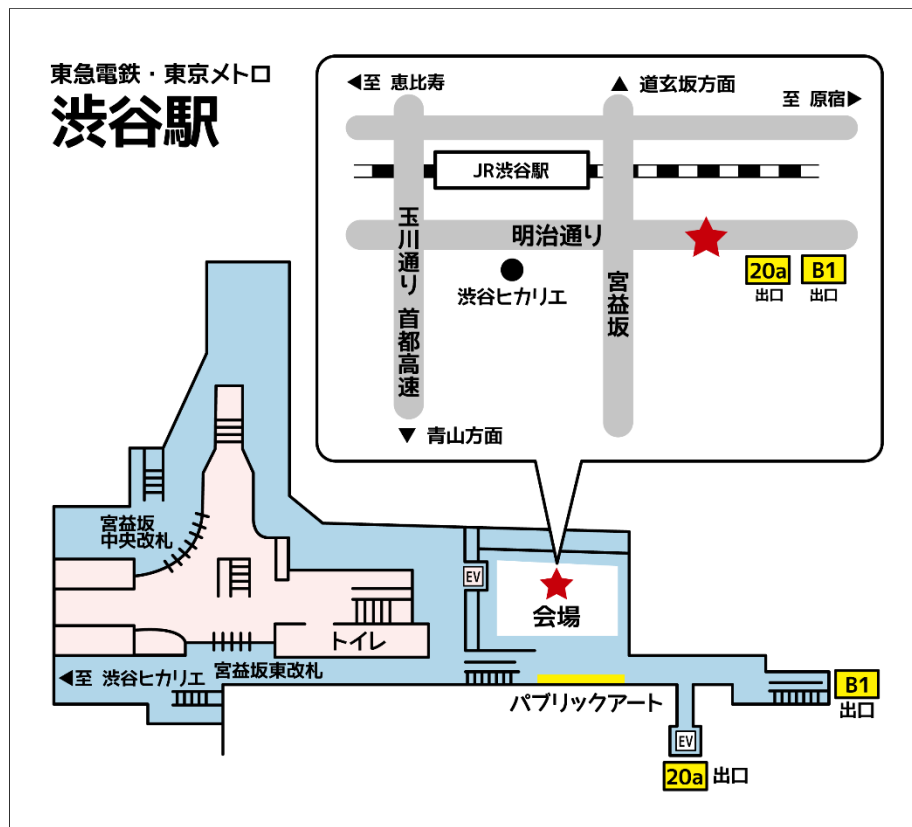 東急電鉄・東京メトロ
渋谷駅
◀至 恵比寿
▲ 道玄坂方面
至 原宿▶
JR渋谷駅
玉川通り 首都高速
明治通り
宮益坂
渋谷ヒカリエ
20a
出口
B1
出口
▼ 青山方面
宮益坂
中央改札
EV
会場
トイレ
◀至 渋谷ヒカリエ
宮益坂東改札
パブリックアート
B1
出口
EV
20a 出口